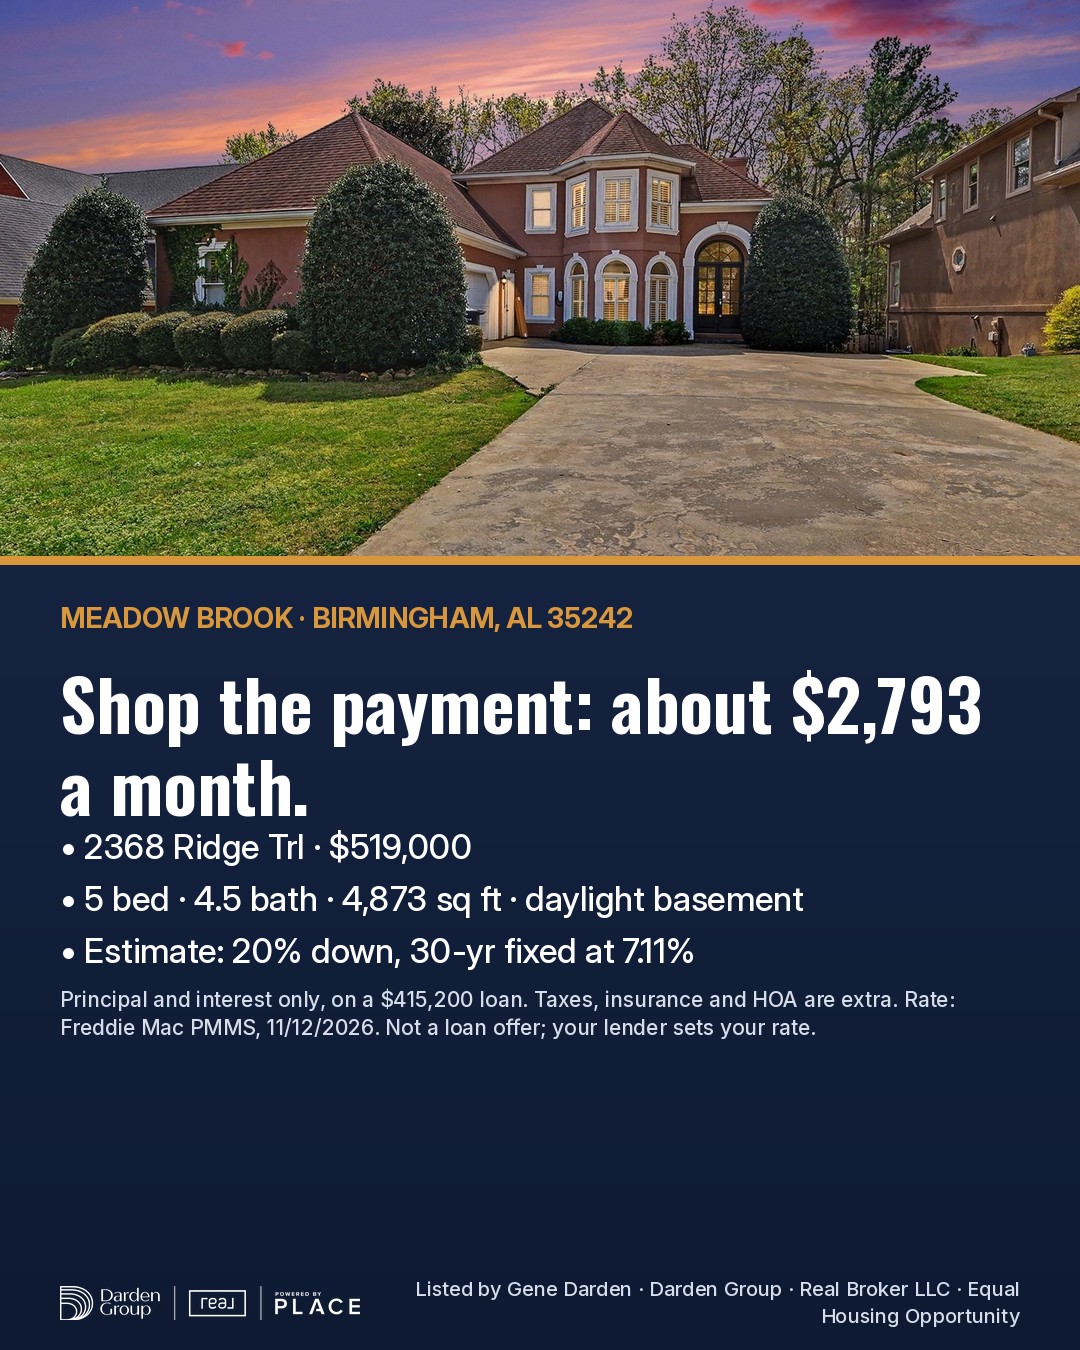 MEADOW BROOK · BIRMINGHAM, AL 35242
Shop the payment: about $2,793
a month.
• 2368 Ridge Trl · $519,000
• 5 bed · 4.5 bath · 4,873 sq ft · daylight basement
• Estimate: 20% down, 30-yr fixed at 7.11%
Principal and interest only, on a $415,200 loan. Taxes, insurance and HOA are extra. Rate:
Freddie Mac PMMS, 11/12/2026. Not a loan offer; your lender sets your rate.
Darden
Group
real
POWERED BY
PLACE
Listed by Gene Darden · Darden Group · Real Broker LLC · Equal
Housing Opportunity